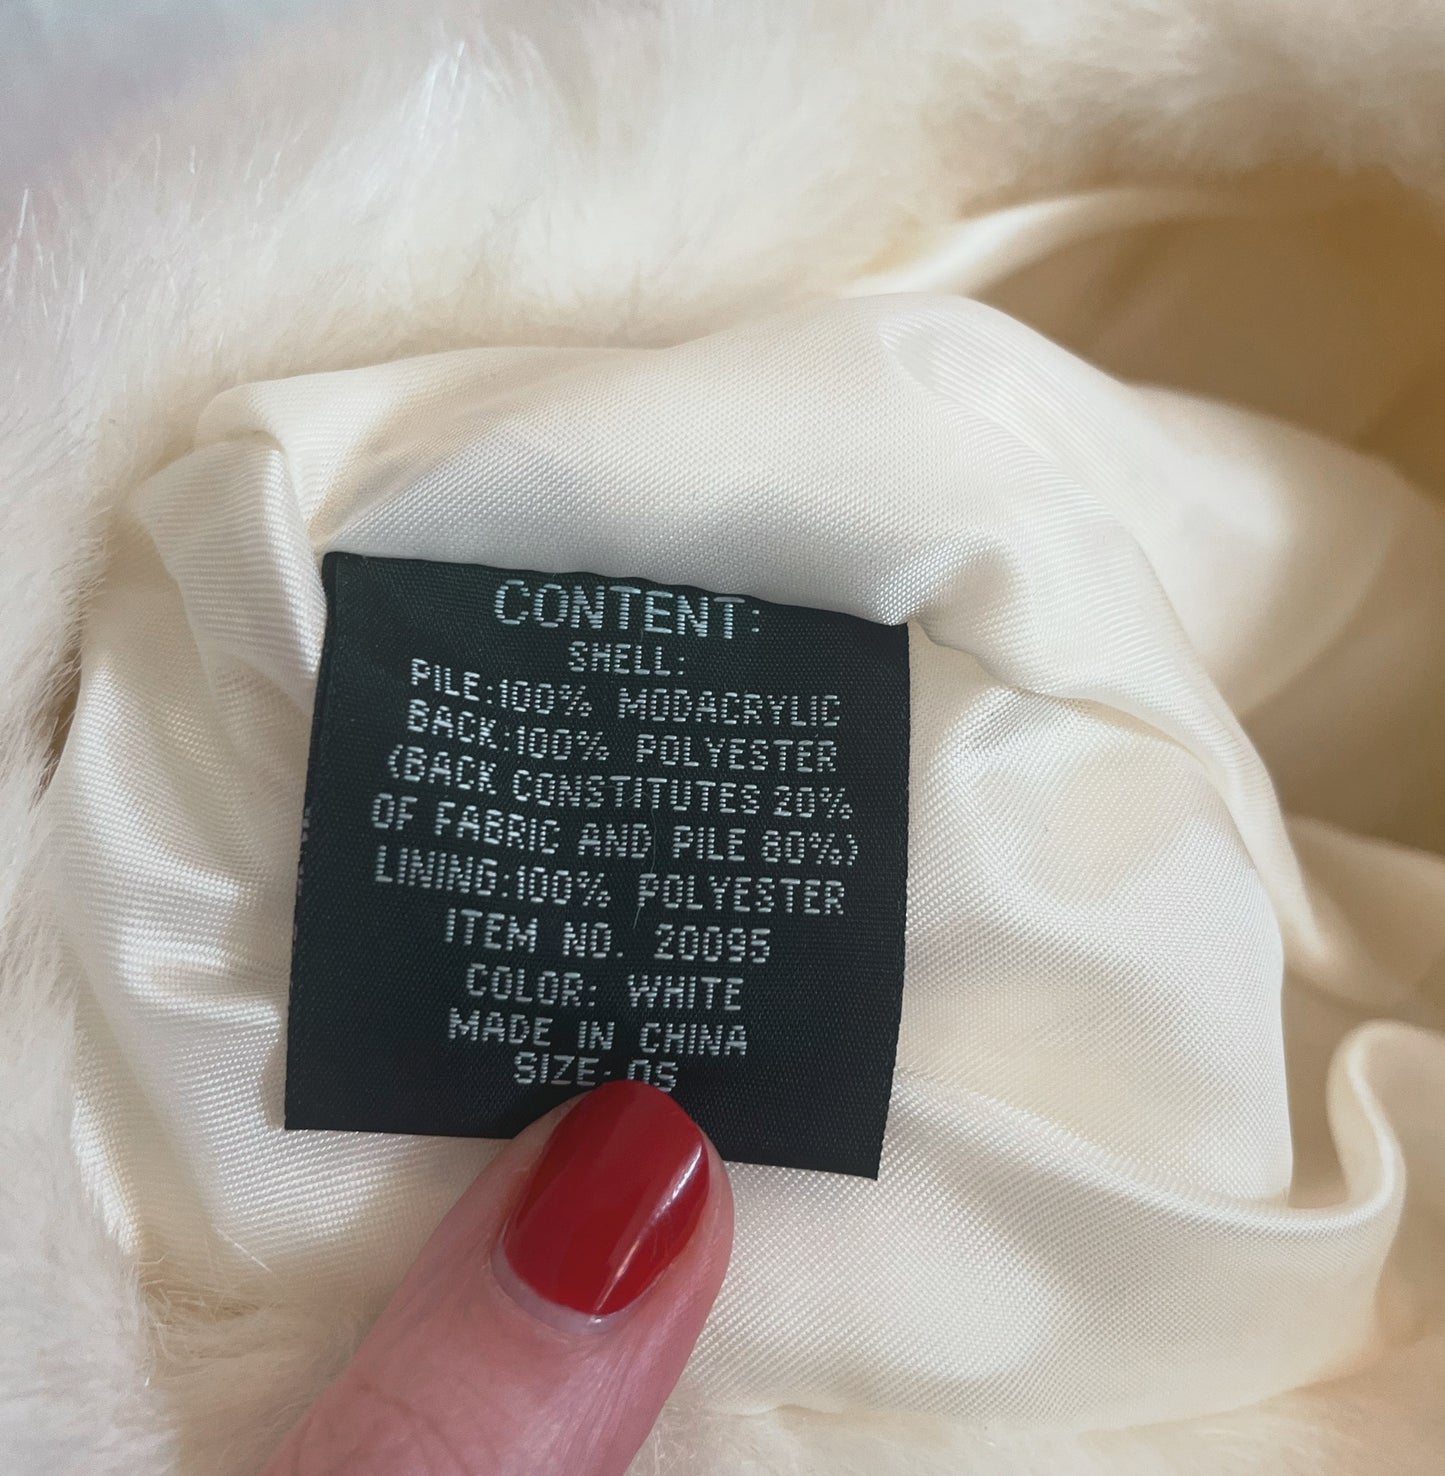 CONTENT:
SHELL:
PILE:100% MODACRYLIC
BACK:100% POLYESTER
(BACK CONSTITUTES 20%
OF FABRIC AND PILE 80%)
LINING:100% POLYESTER
ITEM NO. 20095
COLOR: WHITE
MADE IN CHINA
SIZE: OS